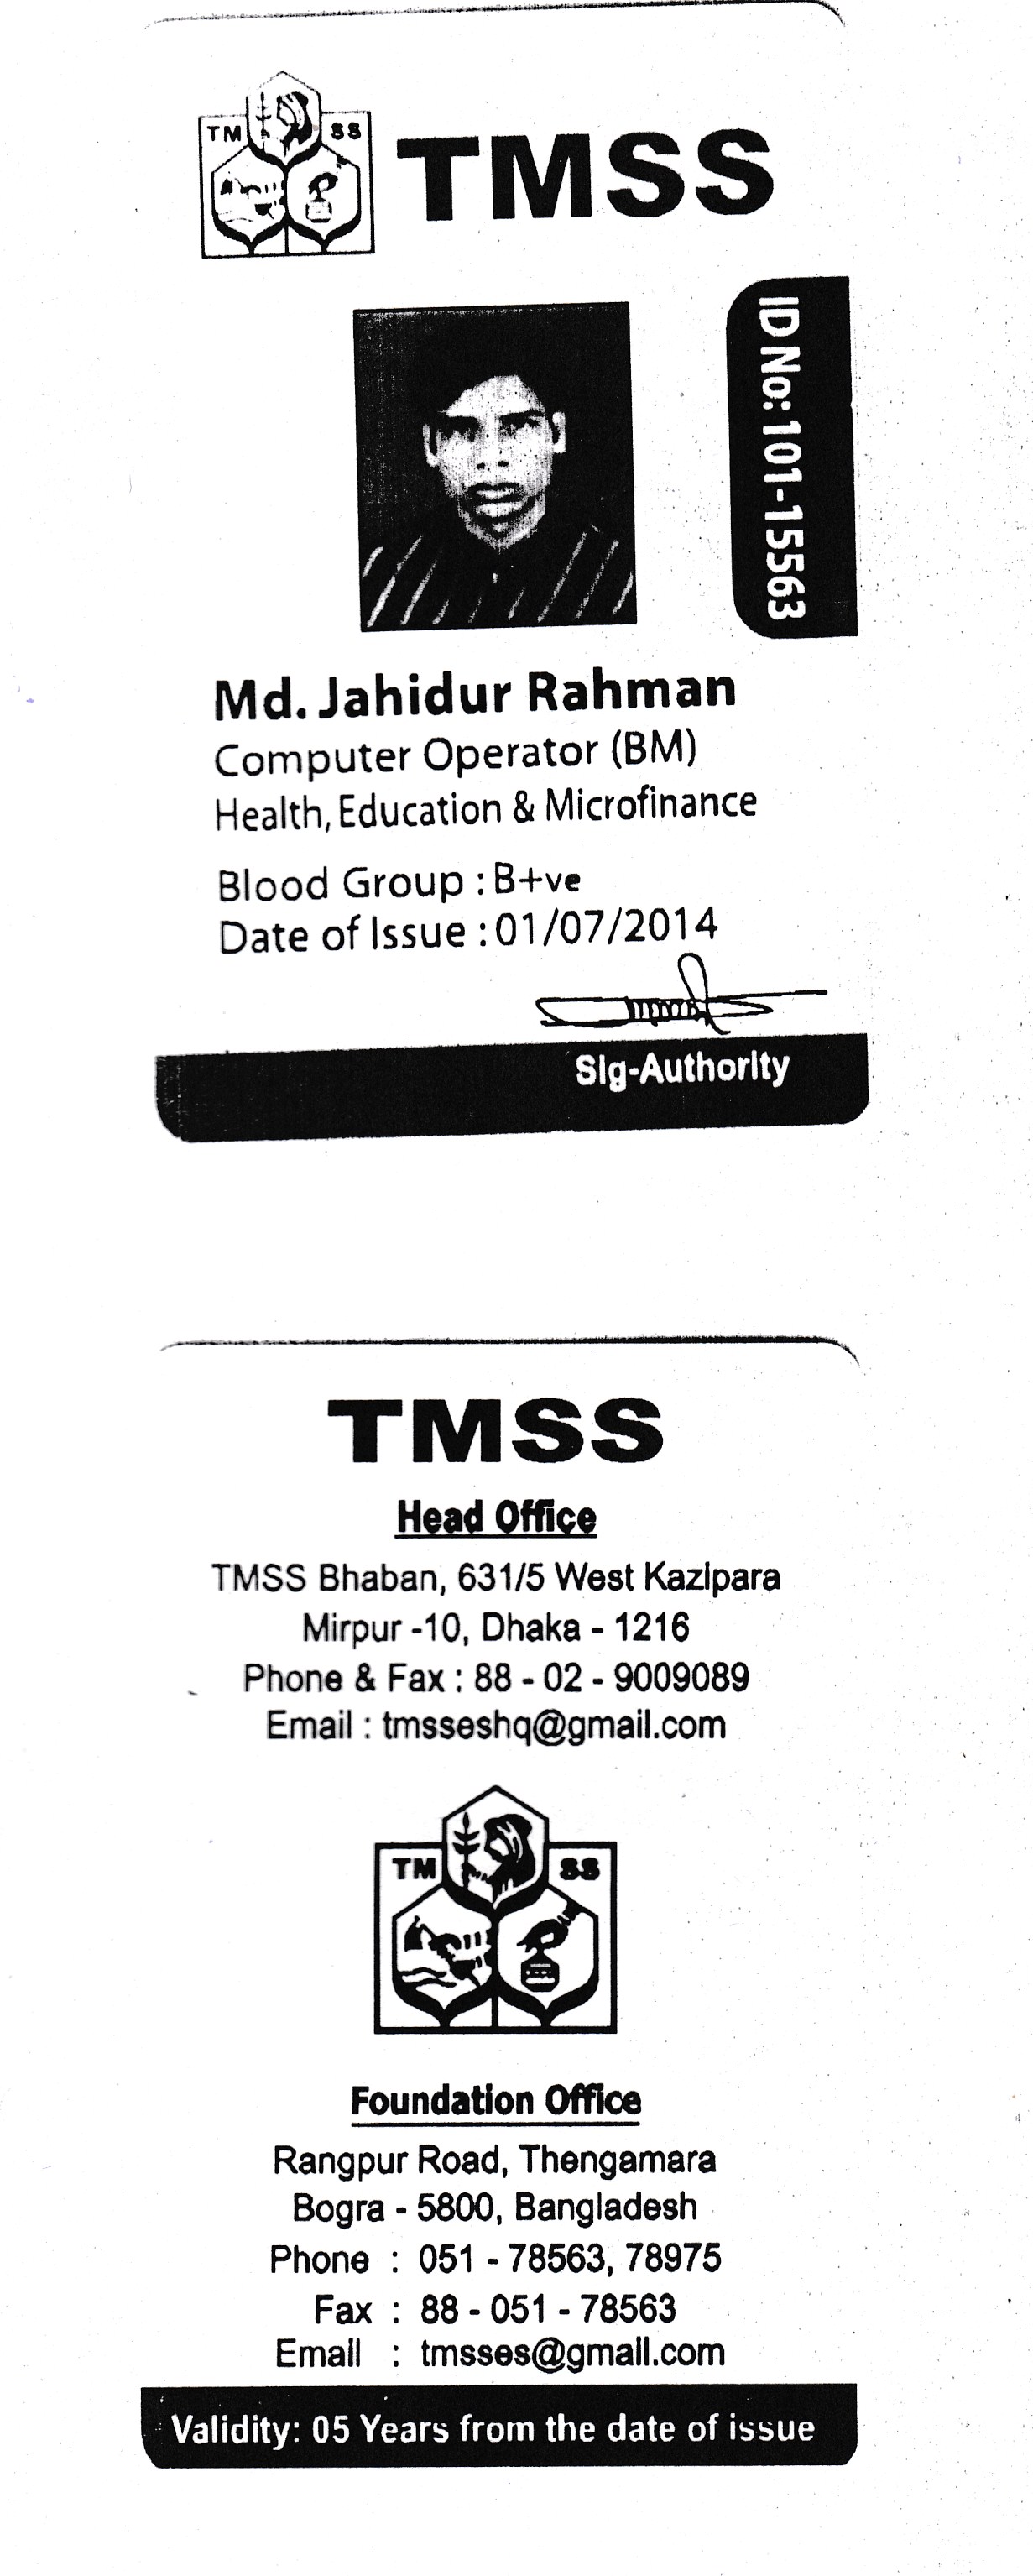 TM SS
TMSS
ID No: 101-15563
Md. Jahidur Rahman
Computer Operator (BM)
Health, Education & Microfinance
Blood Group : B+ve
Date of Issue : 01/07/2014
Sig-Authority
TMSS
Head Office
TMSS Bhaban, 631/5 West Kazipara
Mirpur -10, Dhaka - 1216
Phone & Fax : 88 - 02 - 9009089
Email : tmsseshq@gmail.com
TM SS
Foundation Office
Rangpur Road, Thengamara
Bogra - 5800, Bangladesh
Phone : 051 - 78563, 78975
Fax : 88 - 051 - 78563
Email : tmsses@gmail.com
Validity: 05 Years from the date of issue